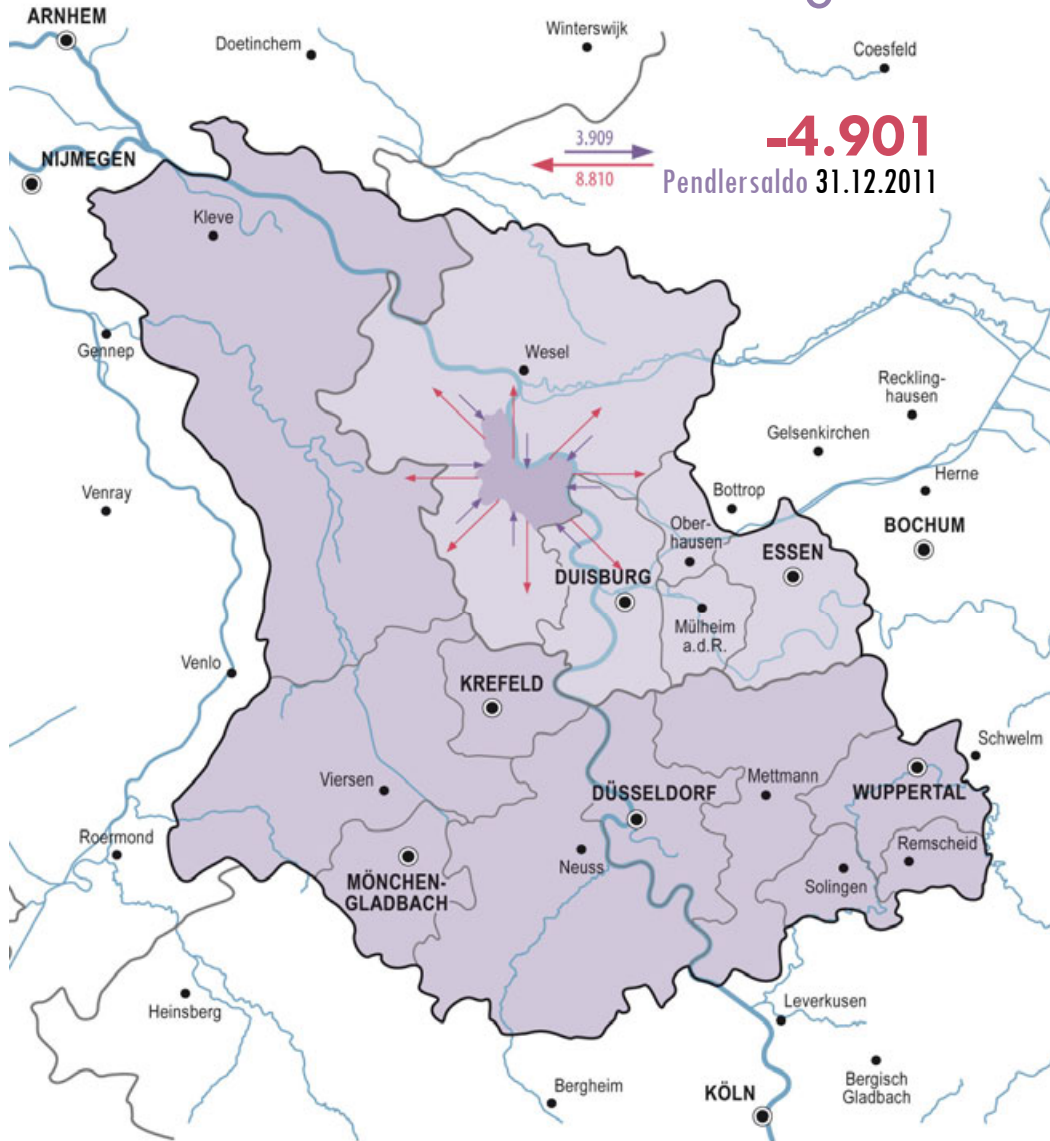 ARNHEM
Doetinchem
Winterswijk
Coesfeld
3.909
8.810
-4.901
Pendlersaldo 31.12.2011
NIJMEGEN
Kleve
Gennep
Wesel
Reckling-
hausen
Gelsenkirchen
Herne
Venray
Bottrop
BOCHUM
Ober-
hausen
ESSEN
DUISBURG
Mülheim
a.d.R.
Venlo
KREFELD
Schwelm
Viersen
Mettmann
DÜSSELDORF
WUPPERTAL
Roermond
Neuss
Remscheid
MÖNCHEN-
GLADBACH
Solingen
Heinsberg
Leverkusen
Bergheim
KÖLN
Bergisch
Gladbach